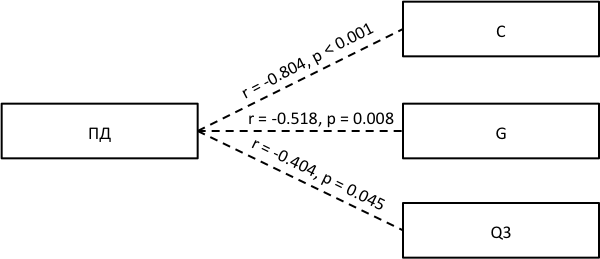 r = -0.804, p < 0.001
C
ПД
r = -0.518, p = 0.008
G
r = -0.404, p = 0.045
Q3